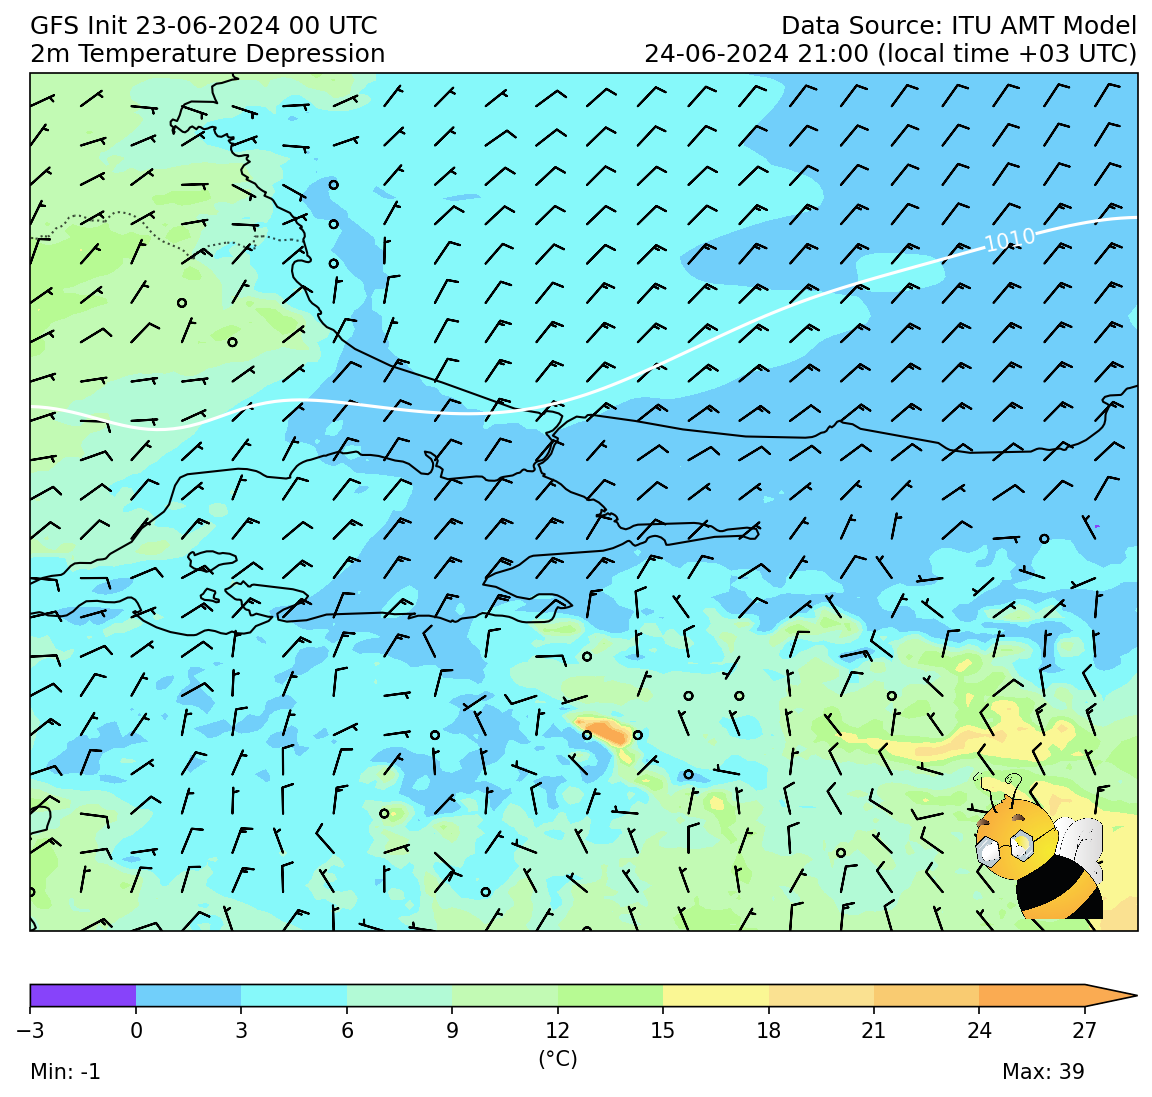 GFS Init 23-06-2024 00 UTC
Data Source: ITU AMT Model
2m Temperature Depression
24-06-2024 21:00 (local time +03 UTC)
1010
−3 0 3 6 9 12 15 18 21 24 27
(°C)
Min: -1
Max: 39